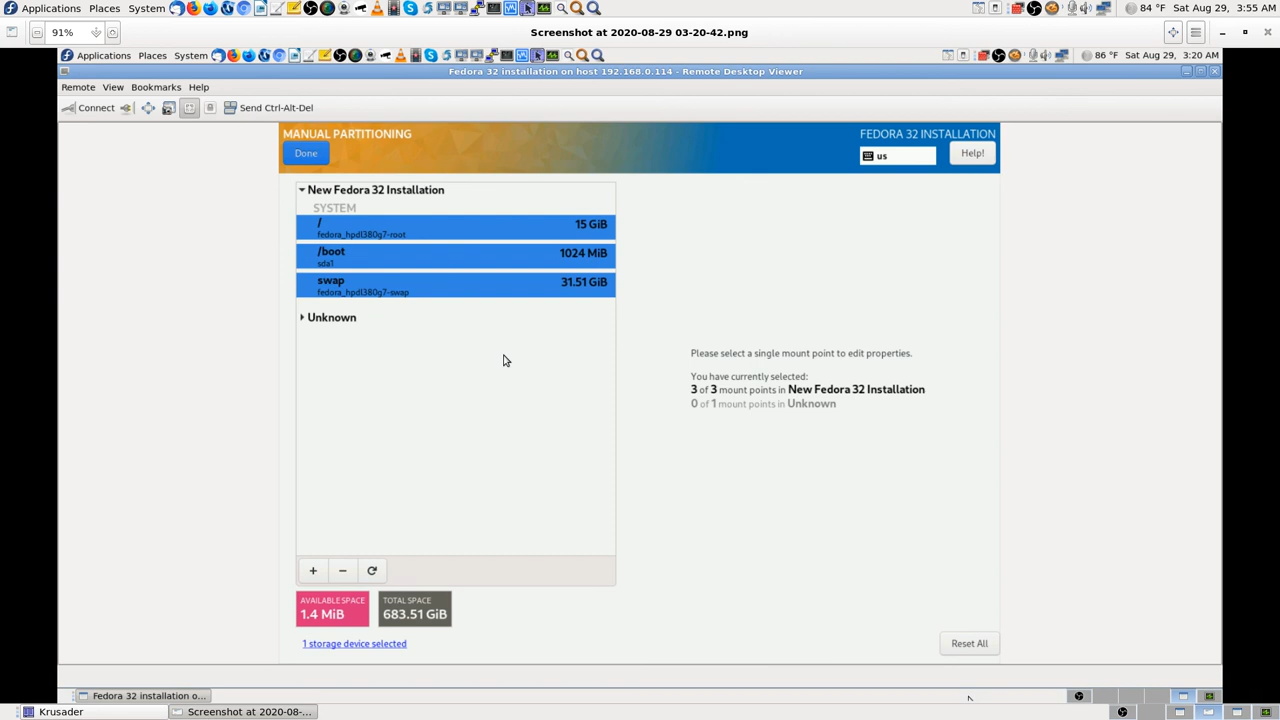 Applications Places System 84 °F Sat Aug 29, 3:55 AM
91% Screenshot at 2020-08-29 03-20-42.png
Applications Places System 86 °F Sat Aug 29, 3:20 AM
Fedora 32 installation on host 192.168.0.114 - Remote Desktop Viewer
Remote View Bookmarks Help
Connect Send Ctrl-Alt-Del
MANUAL PARTITIONING FEDORA 32 INSTALLATION
Done us Help!
New Fedora 32 Installation
SYSTEM
/ 15 GiB
fedora_hpdl380g7-root
/boot 1024 MiB
sda1
swap 31.51 GiB
fedora_hpdl380g7-swap
Unknown
Please select a single mount point to edit properties.
You have currently selected:
3 of 3 mount points in New Fedora 32 Installation
0 of 1 mount points in Unknown
+ −
AVAILABLE SPACE TOTAL SPACE
1.4 MiB 683.51 GiB
1 storage device selected
Reset All
Fedora 32 installation o...
Krusader Screenshot at 2020-08-...